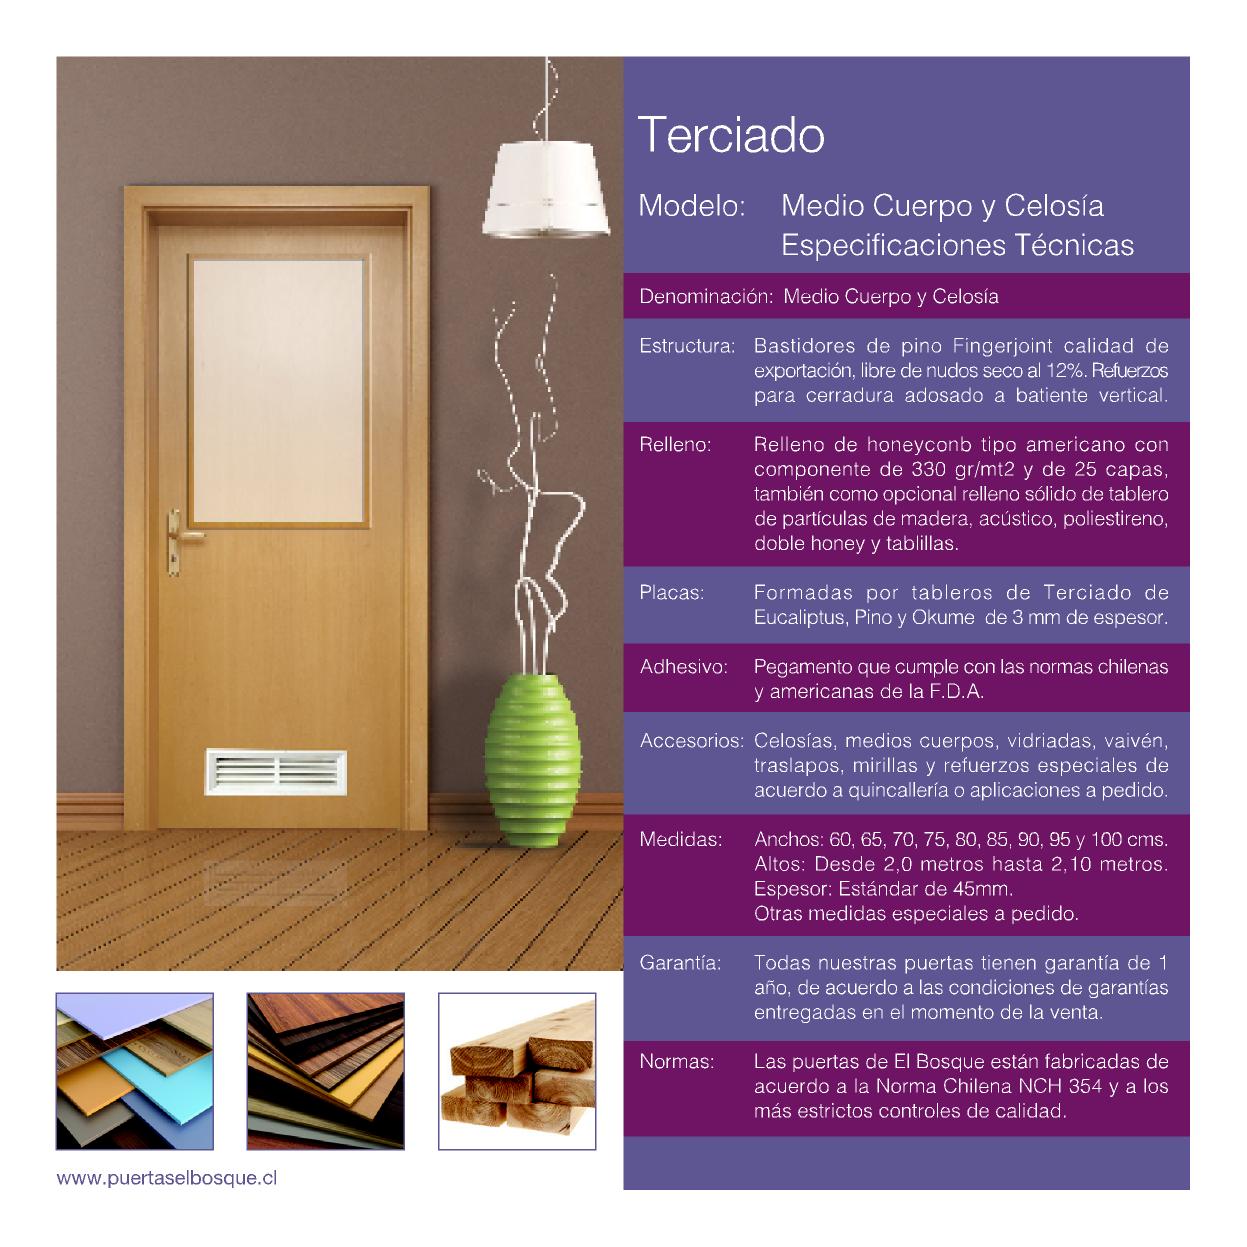 Terciado
Modelo: Medio Cuerpo y Celosía
Especificaciones Técnicas
Denominación: Medio Cuerpo y Celosía
Estructura: Bastidores de pino Fingerjoint calidad de
exportación, libre de nudos seco al 12%. Refuerzos
para cerradura adosado a batiente vertical.
Relleno: Relleno de honeyconb tipo americano con
componente de 330 gr/mt2 y de 25 capas,
también como opcional relleno sólido de tablero
de partículas de madera, acústico, poliestireno,
doble honey y tablillas.
Placas: Formadas por tableros de Terciado de
Eucaliptus, Pino y Okume de 3 mm de espesor.
Adhesivo: Pegamento que cumple con las normas chilenas
y americanas de la F.D.A.
Accesorios: Celosías, medios cuerpos, vidriadas, vaivén,
traslapos, mirillas y refuerzos especiales de
acuerdo a quincallería o aplicaciones a pedido.
Medidas: Anchos: 60, 65, 70, 75, 80, 85, 90, 95 y 100 cms.
Altos: Desde 2,0 metros hasta 2,10 metros.
Espesor: Estándar de 45mm.
Otras medidas especiales a pedido.
Garantía: Todas nuestras puertas tienen garantía de 1
año, de acuerdo a las condiciones de garantías
entregadas en el momento de la venta.
Normas: Las puertas de El Bosque están fabricadas de
acuerdo a la Norma Chilena NCH 354 y a los
más estrictos controles de calidad.
www.puertaselbosque.cl